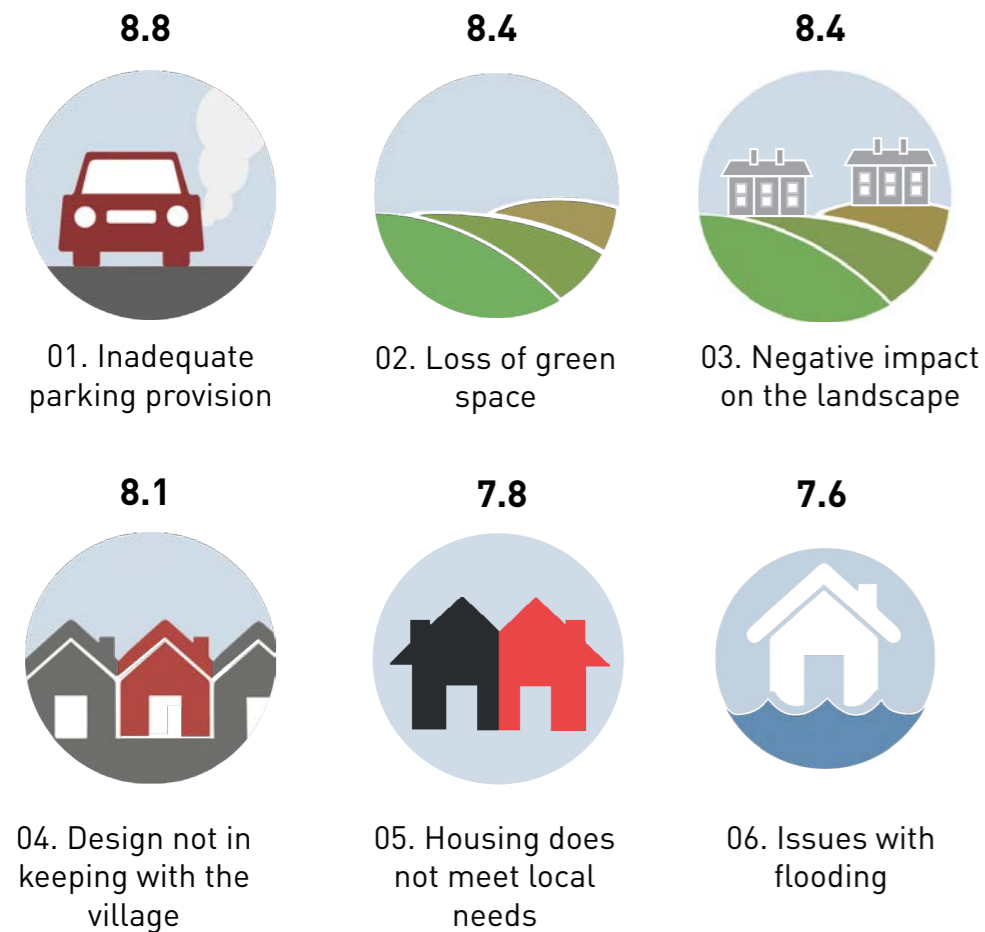 8.8
8.4
8.4
01. Inadequate
parking provision
02. Loss of green
space
03. Negative impact
on the landscape
8.1
7.8
7.6
04. Design not in
keeping with the
village
05. Housing does
not meet local
needs
06. Issues with
flooding